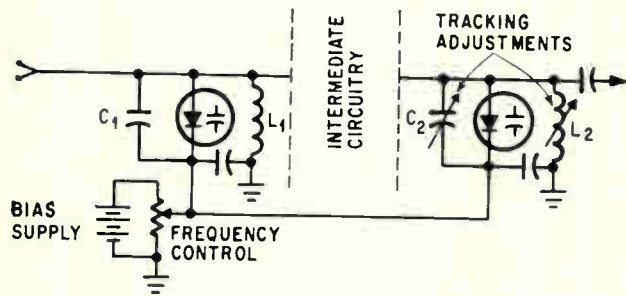 TRACKING
ADJUSTMENTS
INTERMEDIATE
CIRCUITRY
C1
L1
C2
L2
BIAS
SUPPLY
FREQUENCY
CONTROL